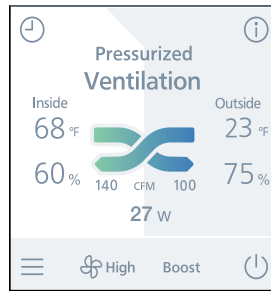 Pressurized
Ventilation
Inside
Outside
68 °F
23 °F
60 %
75 %
140 CFM 100
27 W
High Boost